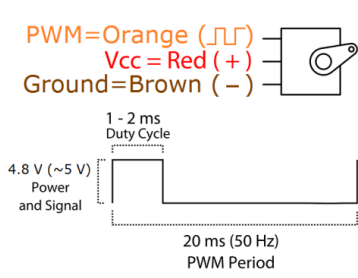 PWM=Orange (⎍⎍)
Vcc = Red ( + )
Ground=Brown ( − )
1 - 2 ms
Duty Cycle
4.8 V (~5 V)
Power
and Signal
20 ms (50 Hz)
PWM Period